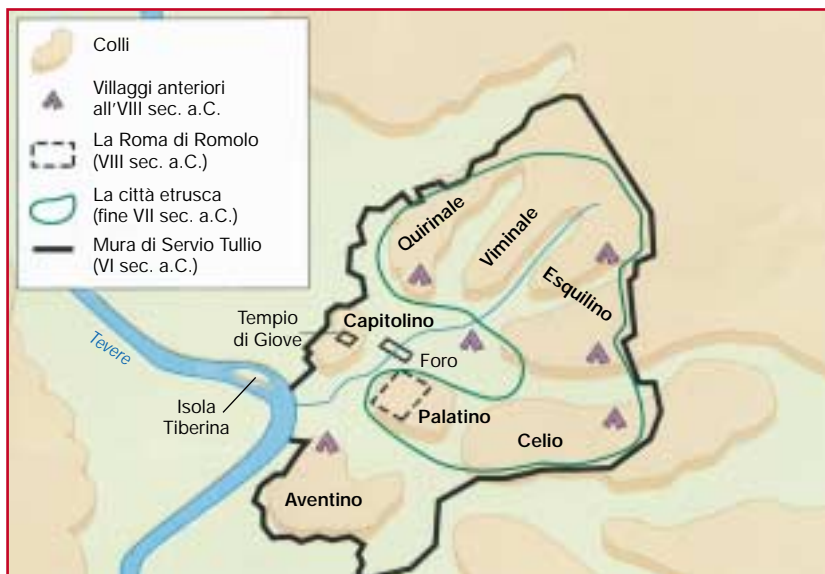 Colli
Villaggi anteriori
all'VIII sec. a.C.
La Roma di Romolo
(VIII sec. a.C.)
La città etrusca
(fine VII sec. a.C.)
Mura di Servio Tullio
(VI sec. a.C.)
Quirinale
Viminale
Esquilino
Tempio
di Giove
Capitolino
Foro
Tevere
Isola
Tiberina
Palatino
Celio
Aventino